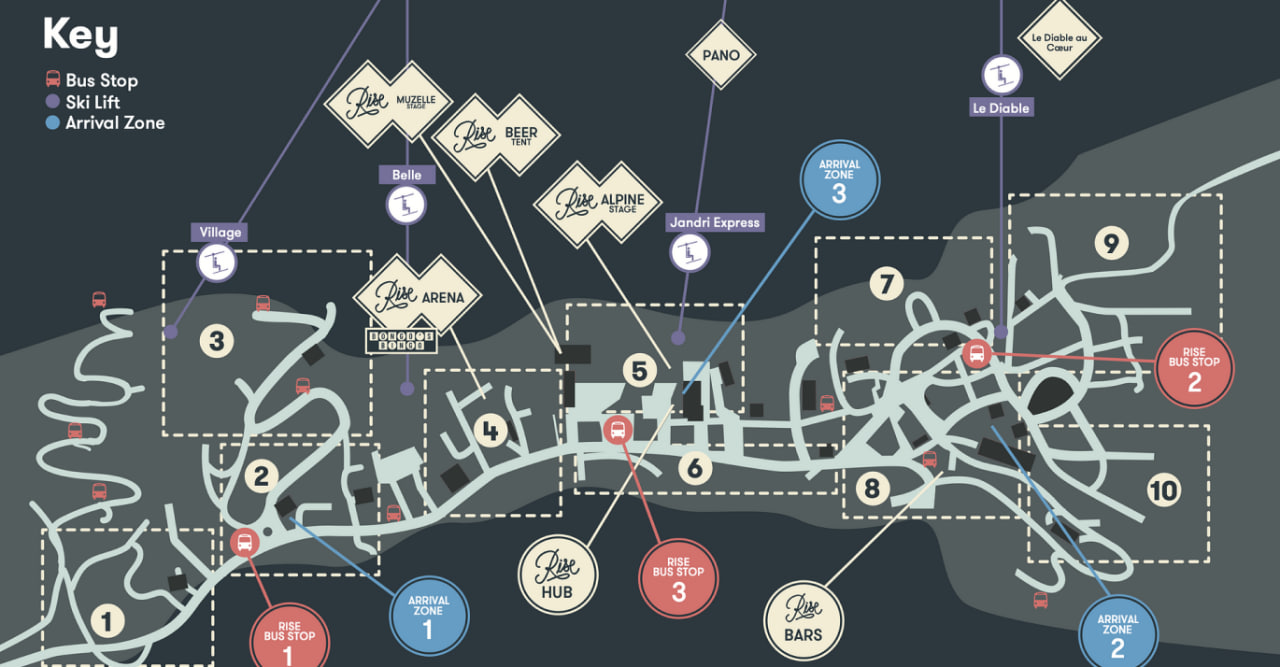 Key
Bus Stop
Ski Lift
Arrival Zone
Rise MUZELLE
STAGE
Rise BEER
TENT
PANO
Le Diable au
Cœur
Le Diable
ARRIVAL
ZONE
3
Belle
Rise ALPINE
STAGE
Jandri Express
Village
Rise ARENA
BONGO'S
BINGO
3
7
9
5
RISE
BUS STOP
2
4
2
6
8
10
1
Rise
HUB
RISE
BUS STOP
3
ARRIVAL
ZONE
1
RISE
BUS STOP
1
Rise
BARS
ARRIVAL
ZONE
2